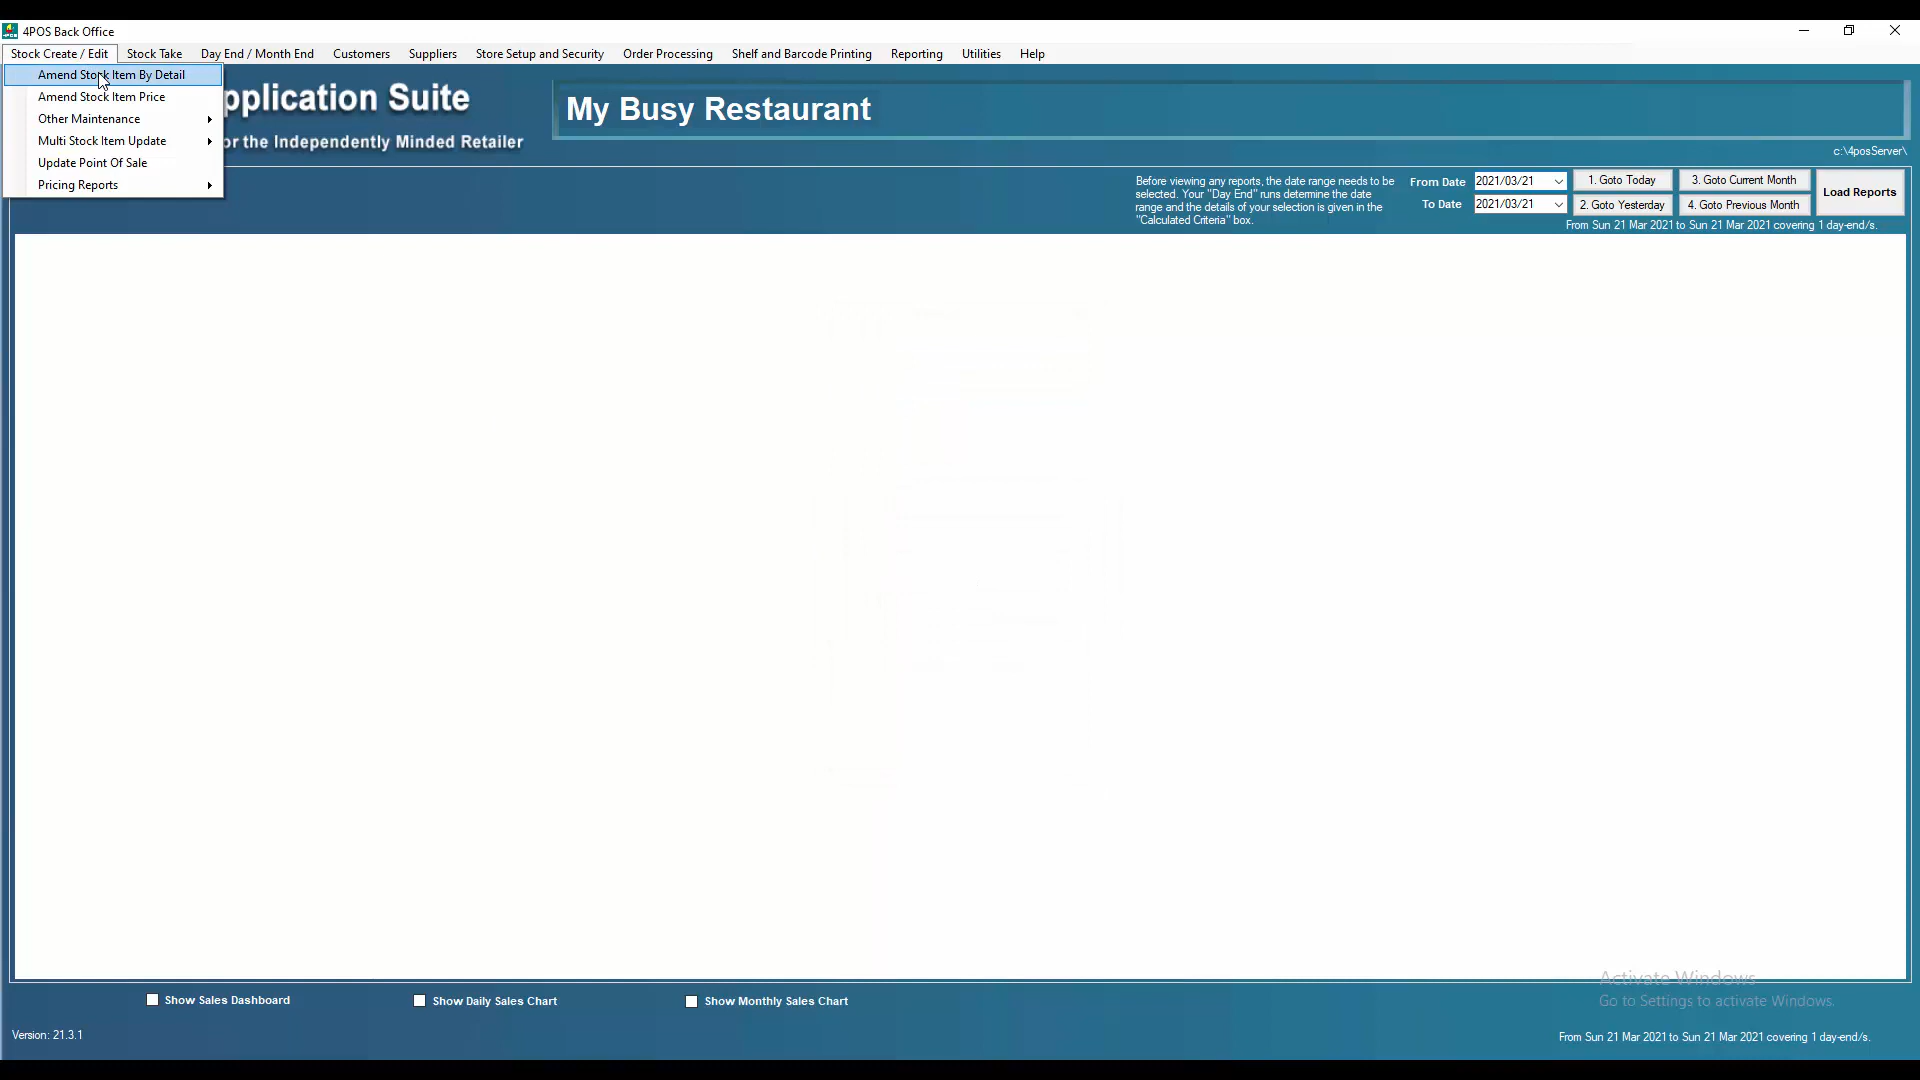 4POS Back Office
Stock Create / Edit Stock Take Day End / Month End Customers Suppliers Store Setup and Security Order Processing Shelf and Barcode Printing Reporting Utilities Help
Amend Stock Item By Detail
Amend Stock Item Price
Other Maintenance
Multi Stock Item Update
Update Point Of Sale
Pricing Reports
pplication Suite
or the Independently Minded Retailer
My Busy Restaurant
c:\4posServer\
Before viewing any reports, the date range needs to be
selected. Your "Day End" runs determine the date
range and the details of your selection is given in the
"Calculated Criteria" box.
From Date 2021/03/21
To Date 2021/03/21
1. Goto Today
2. Goto Yesterday
3. Goto Current Month
4. Goto Previous Month
Load Reports
From Sun 21 Mar 2021 to Sun 21 Mar 2021 covering 1 day-end/s.
Activate Windows
Go to Settings to activate Windows.
Show Sales Dashboard Show Daily Sales Chart Show Monthly Sales Chart
Version: 21.3.1
From Sun 21 Mar 2021 to Sun 21 Mar 2021 covering 1 day-end/s.